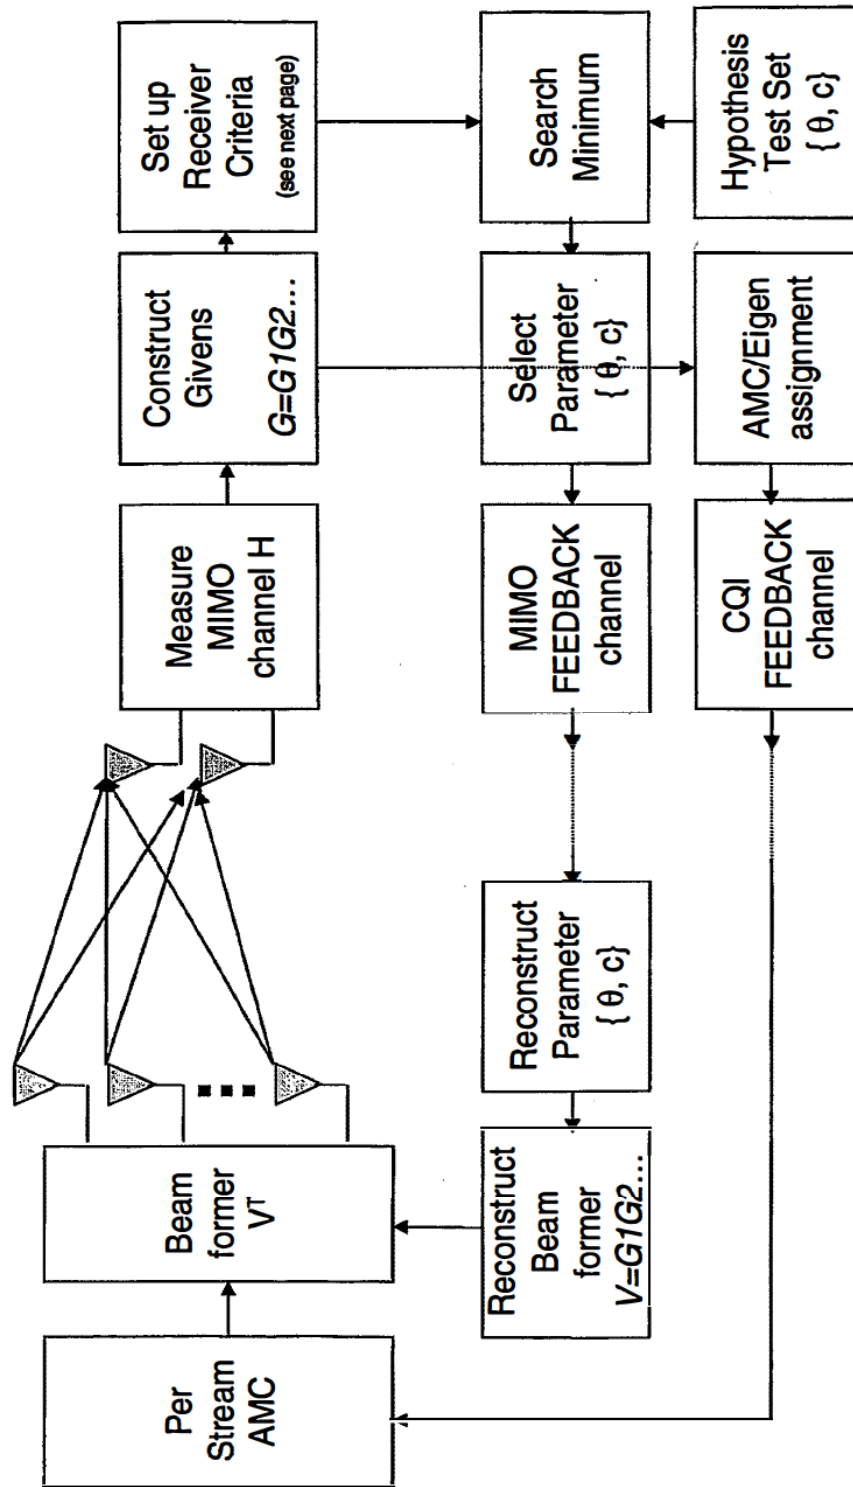 Per
Stream
AMC
Beam
former
Vᵀ
Measure
MIMO
channel H
Construct
Givens
G=G1G2...
Set up
Receiver
Criteria
(see next page)
Reconstruct
Beam
former
V=G1G2...
Reconstruct
Parameter
{ θ, c}
MIMO
FEEDBACK
channel
Select
Parameter
{ θ, c}
Search
Minimum
CQI
FEEDBACK
channel
AMC/Eigen
assignment
Hypothesis
Test Set
{ θ, c}